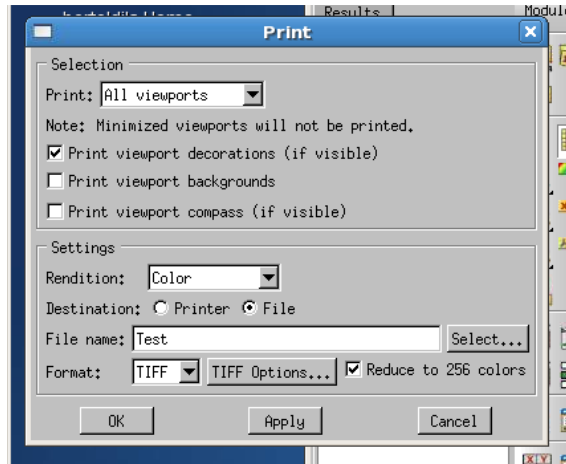 Results
Modul
Print
Selection
Print: All viewports
Note: Minimized viewports will not be printed.
Print viewport decorations (if visible)
Print viewport backgrounds
Print viewport compass (if visible)
Settings
Rendition: Color
Destination: Printer File
File name: Test Select...
Format: TIFF TIFF Options... Reduce to 256 colors
OK Apply Cancel
X Y